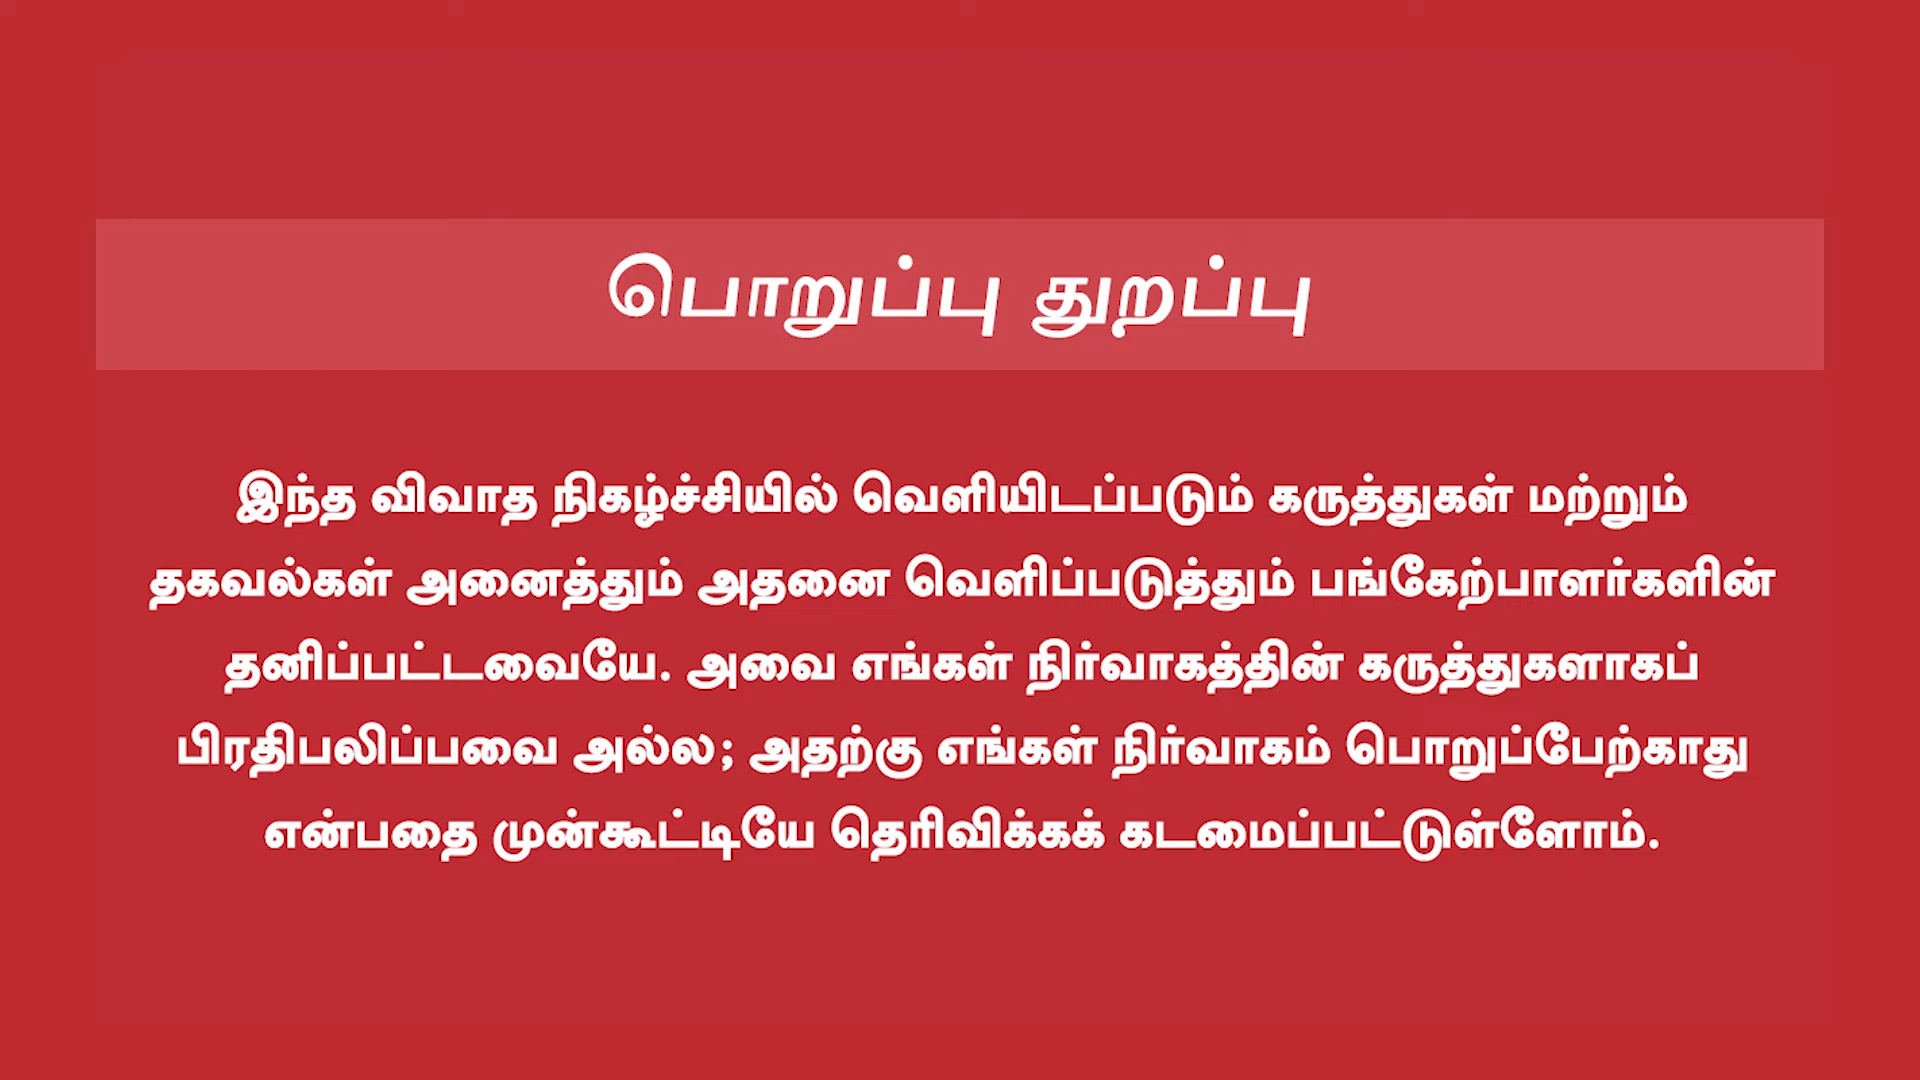 பொறுப்பு துறப்பு
இந்த விவாத நிகழ்ச்சியில் வெளியிடப்படும் கருத்துகள் மற்றும்
தகவல்கள் அனைத்தும் அதனை வெளிப்படுத்தும் பங்கேற்பாளர்களின்
தனிப்பட்டவையே. அவை எங்கள் நிர்வாகத்தின் கருத்துகளாகப்
பிரதிபலிப்பவை அல்ல; அதற்கு எங்கள் நிர்வாகம் பொறுப்பேற்காது
என்பதை முன்கூட்டியே தெரிவிக்கக் கடமைப்பட்டுள்ளோம்.